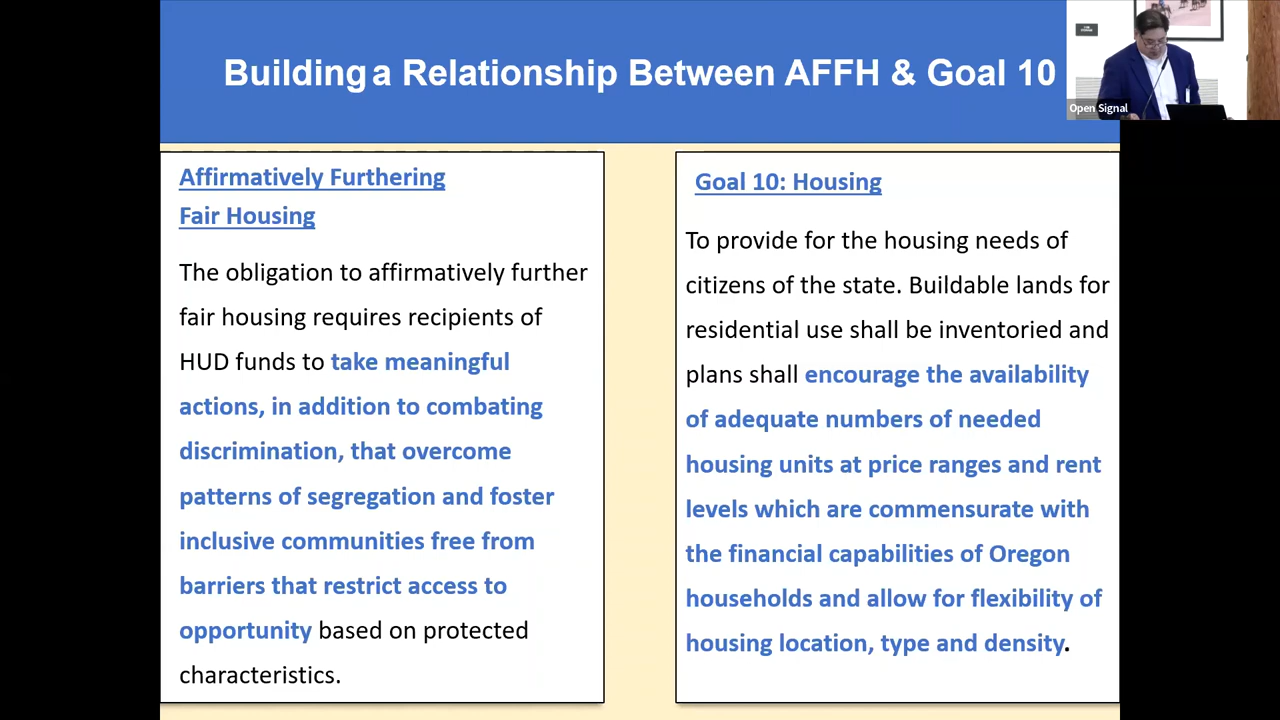 Building a Relationship Between AFFH & Goal 10
Open Signal
Affirmatively Furthering
Fair Housing
The obligation to affirmatively further
fair housing requires recipients of
HUD funds to take meaningful
actions, in addition to combating
discrimination, that overcome
patterns of segregation and foster
inclusive communities free from
barriers that restrict access to
opportunity based on protected
characteristics.
Goal 10: Housing
To provide for the housing needs of
citizens of the state. Buildable lands for
residential use shall be inventoried and
plans shall encourage the availability
of adequate numbers of needed
housing units at price ranges and rent
levels which are commensurate with
the financial capabilities of Oregon
households and allow for flexibility of
housing location, type and density.